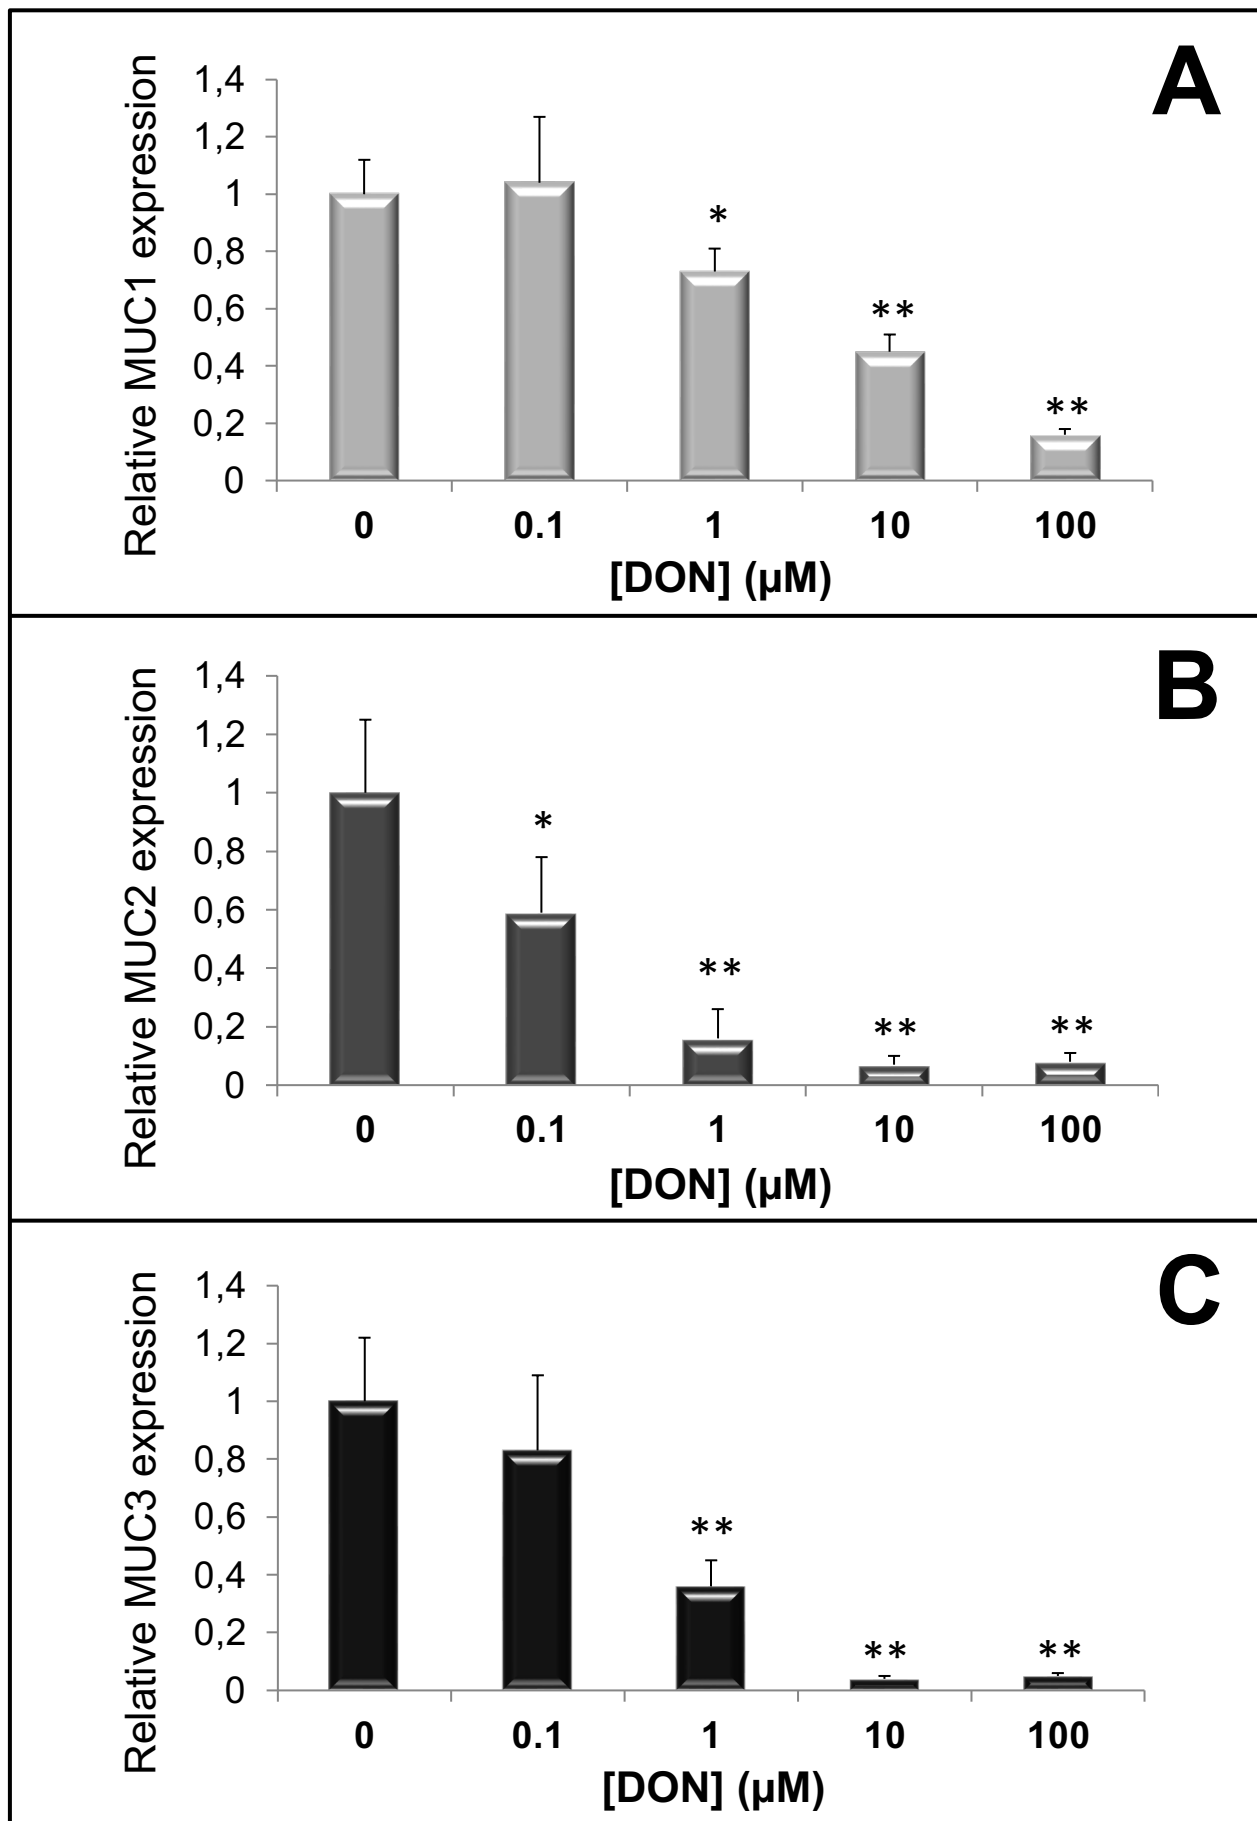 A
Relative MUC1 expression
1,4
1,2
1
0,8
0,6
0,4
0,2
0
*
**
**
0 0.1 1 10 100
[DON] (µM)
B
Relative MUC2 expression
1,4
1,2
1
0,8
0,6
0,4
0,2
0
*
**
**
**
0 0.1 1 10 100
[DON] (µM)
C
Relative MUC3 expression
1,4
1,2
1
0,8
0,6
0,4
0,2
0
**
**
**
0 0.1 1 10 100
[DON] (µM)